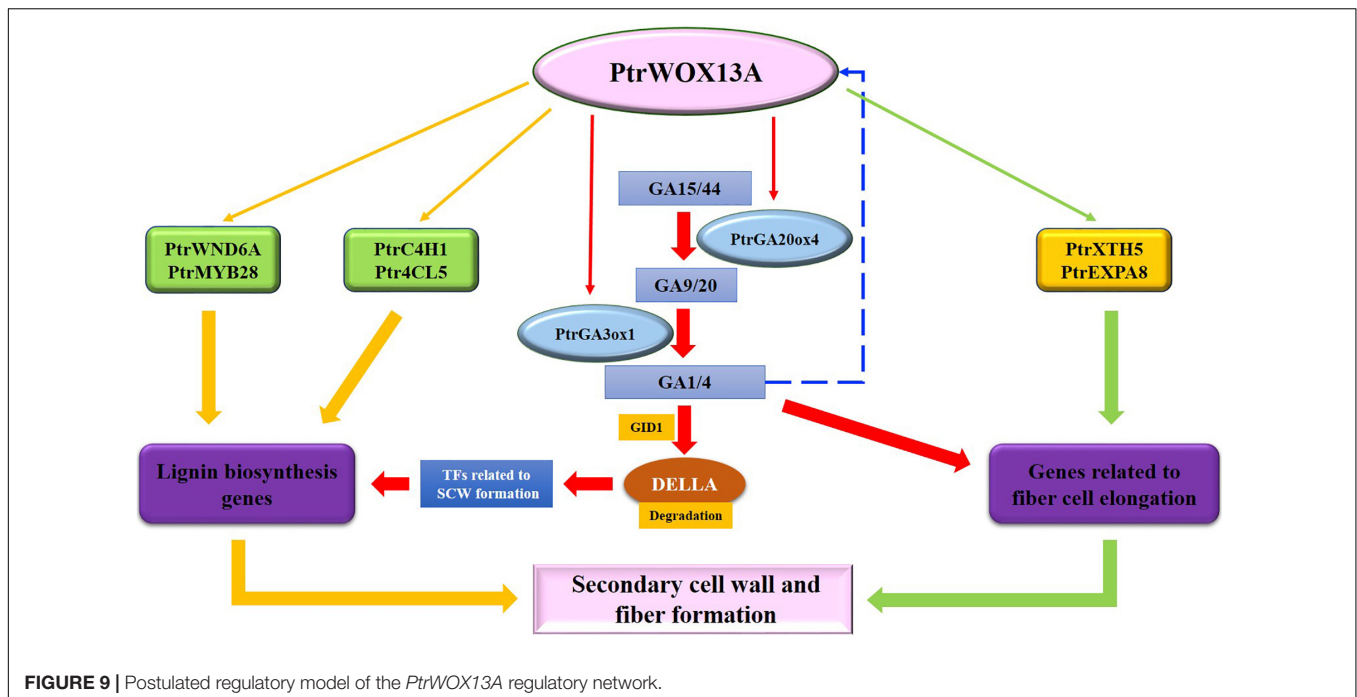 PtrWOX13A
GA15/44
PtrGA20ox4
PtrWND6A
PtrMYB28
PtrC4H1
Ptr4CL5
PtrXTH5
PtrEXPA8
GA9/20
PtrGA3ox1
GA1/4
GID1
Lignin biosynthesis
genes
TFs related to
SCW formation
DELLA
Degradation
Genes related to
fiber cell elongation
Secondary cell wall and
fiber formation
FIGURE 9 | Postulated regulatory model of the PtrWOX13A regulatory network.